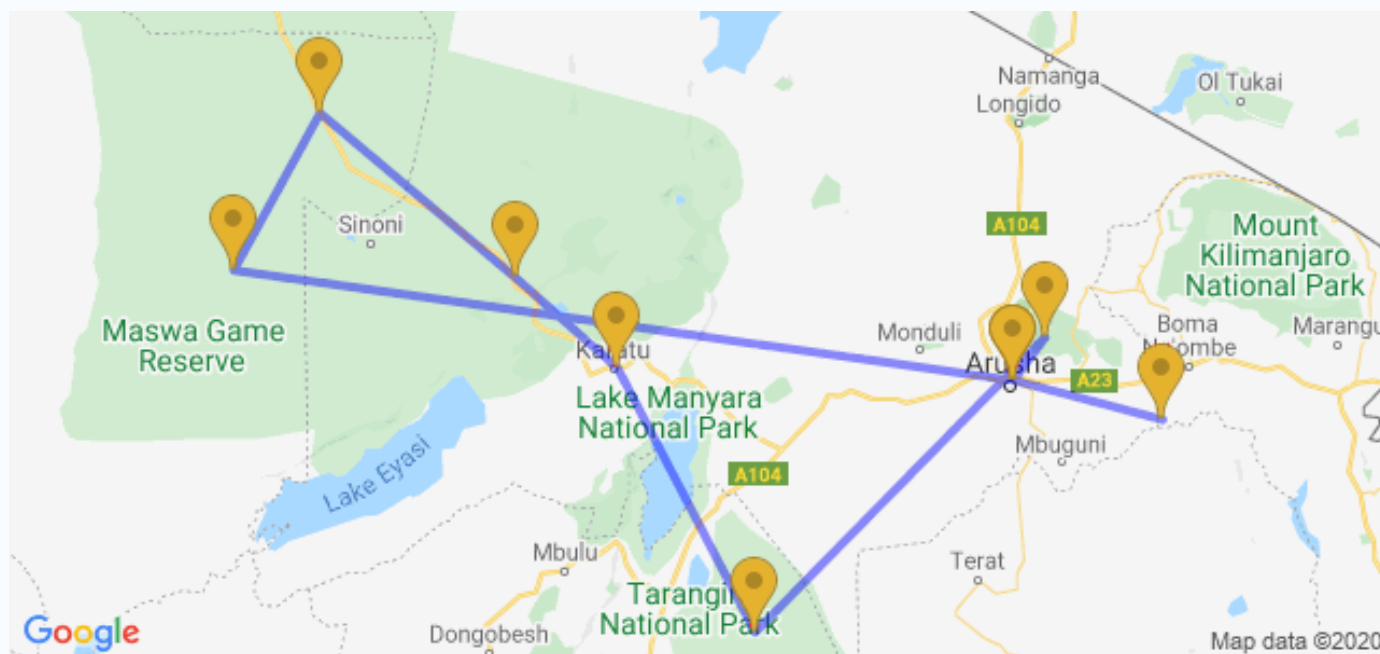 Namanga
Longido
Ol Tukai
A104
Mount
Kilimanjaro
National Park
Sinoni
Maswa Game
Reserve
Monduli
Boma
Marangu
Arusha
A23
Lake Manyara
National Park
Mbuguni
Lake Eyasi
A104
Mbulu
Terat
National Park
Dongobesh
Google
Map data ©2020